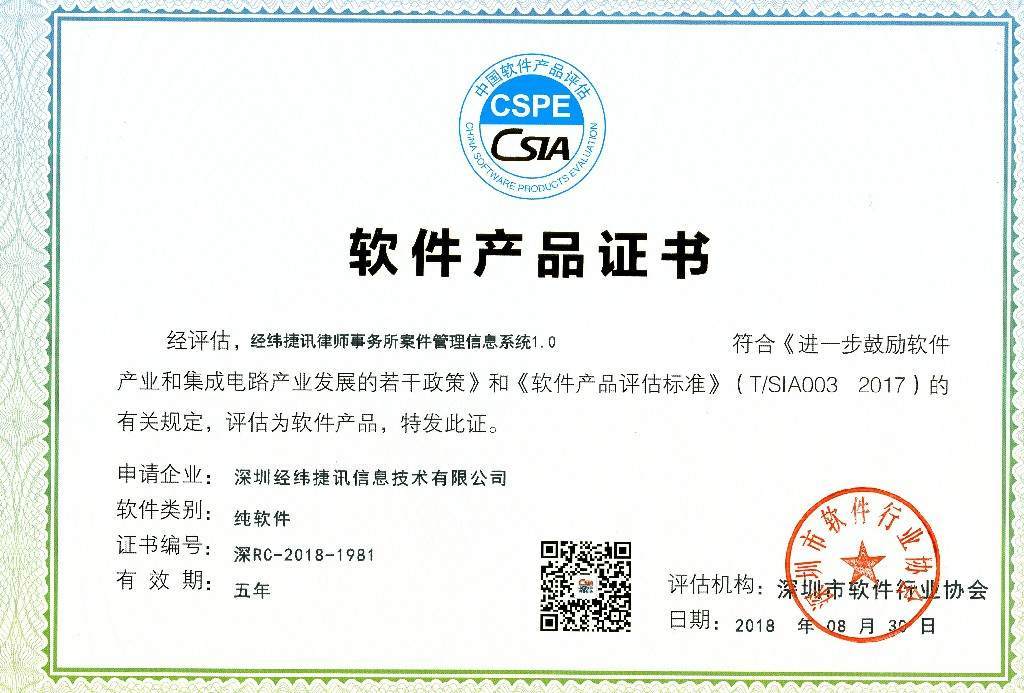 中国软件产品评估
CSPE
CSIA
CHINA SOFTWARE PRODUCTS EVALUATION
软件产品证书
经评估，经纬捷讯律师事务所案件管理信息系统1.0 符合《进一步鼓励软件
产业和集成电路产业发展的若干政策》和《软件产品评估标准》（T/SIA003 2017）的
有关规定，评估为软件产品，特发此证。
申请企业：深圳经纬捷讯信息技术有限公司
软件类别：纯软件
证书编号：深RC-2018-1981
有效期：五年
深圳市软件行业协会
评估机构：深圳市软件行业协会
日期：2018 年 08 月 30 日